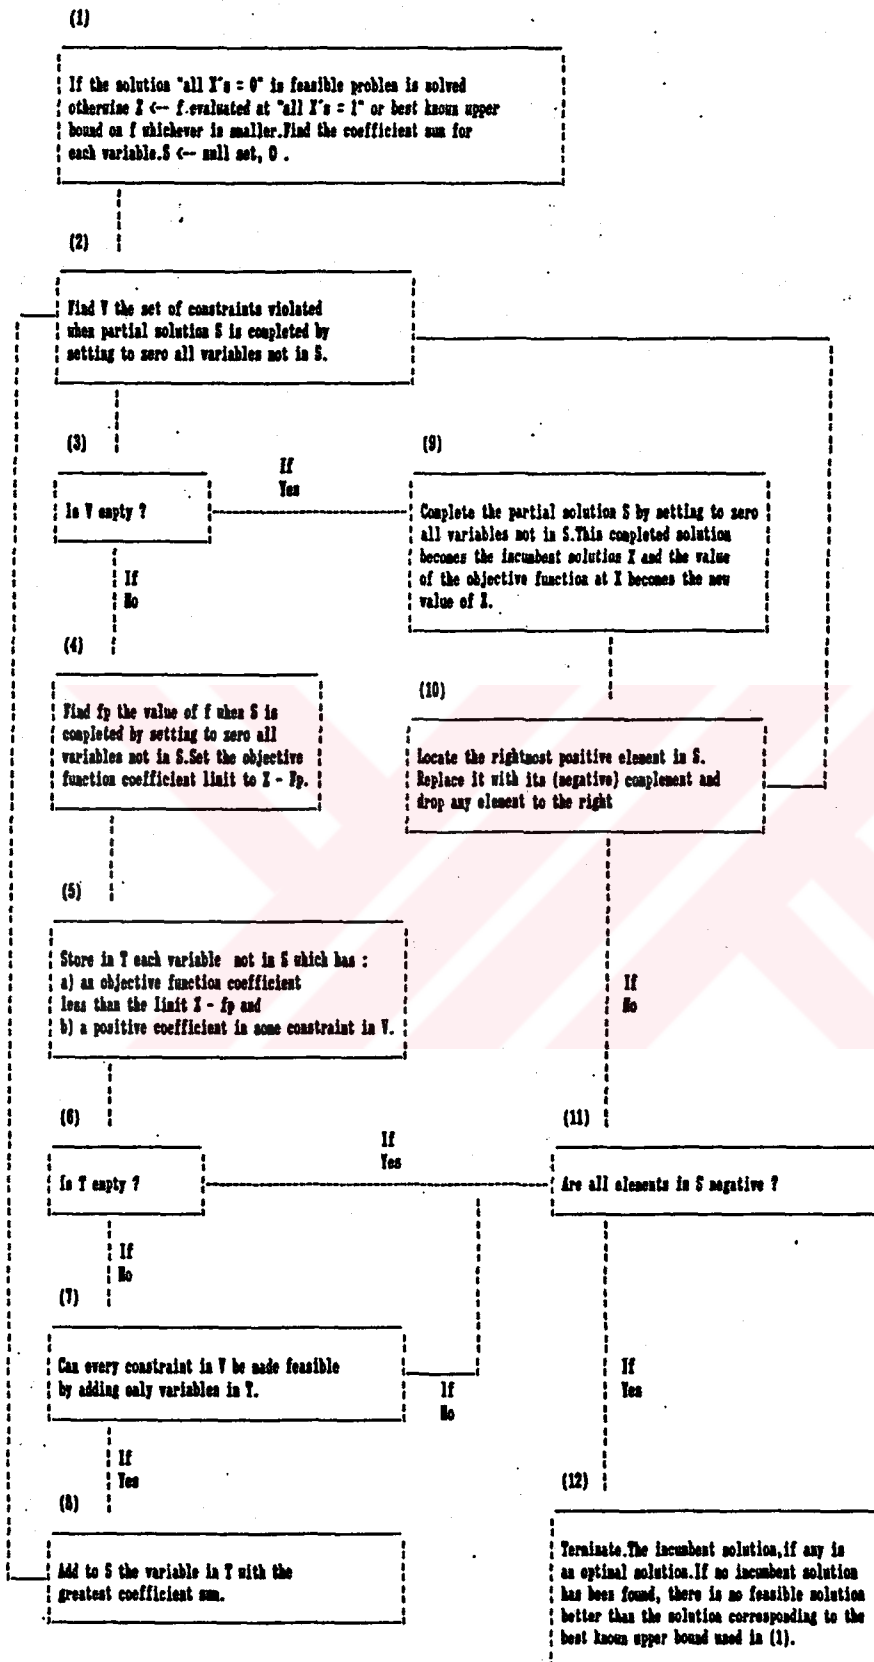 (1)
If the solution "all X's = 0" is feasible problem is solved
otherwise Z <-- f.evaluated at "all X's = 1" or best known upper
bound on f whichever is smaller.Find the coefficient sum for
each variable.S <-- null set, 0 .
(2)
Find V the set of constraints violated
when partial solution S is completed by
setting to zero all variables not in S.
(3)
Is V empty ?
If
Yes
If
No
(9)
Complete the partial solution S by setting to zero
all variables not in S.This completed solution
becomes the incumbent solution X and the value
of the objective function at X becomes the new
value of Z.
(4)
Find fp the value of f when S is
completed by setting to zero all
variables not in S.Set the objective
function coefficient limit to Z - Fp.
(10)
Locate the rightmost positive element in S.
Replace it with its (negative) complement and
drop any element to the right
(5)
Store in T each variable not in S which has :
a) an objective function coefficient
less than the limit Z - fp and
b) a positive coefficient in some constraint in V.
If
No
(6)
Is T empty ?
If
Yes
(11)
Are all elements in S negative ?
If
No
(7)
Can every constraint in V be made feasible
by adding only variables in T.
If
No
If
Yes
If
Yes
(8)
Add to S the variable in T with the
greatest coefficient sum.
(12)
Terminate.The incumbent solution,if any is
an optimal solution.If no incumbent solution
has been found, there is no feasible solution
better than the solution corresponding to the
best known upper bound used in (1).